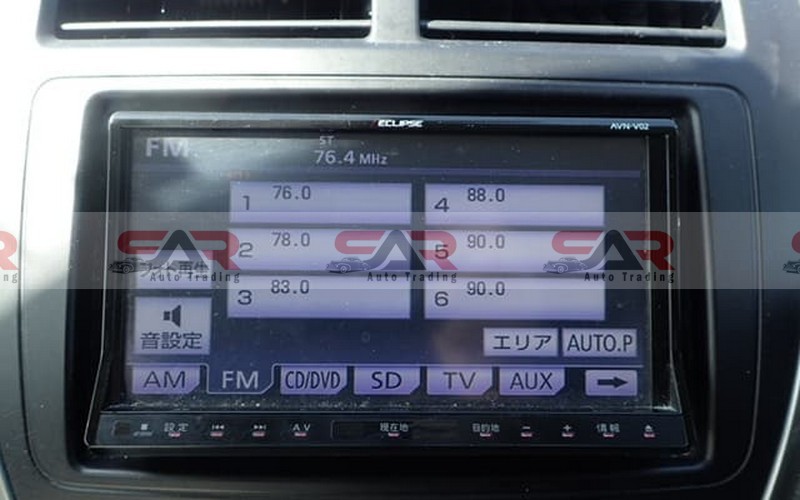 ECLIPSE
AVN-V02
FM
ST
76.4 MHz
1 76.0
4 88.0
2 78.0
5 90.0
3 83.0
6 90.0
SAR
Auto Trading
SAR
Auto Trading
SAR
Auto Trading
音設定
エリア
AUTO.P
AM
FM
CD/DVD
SD
TV
AUX
設定
AV
現在地
目的地
情報